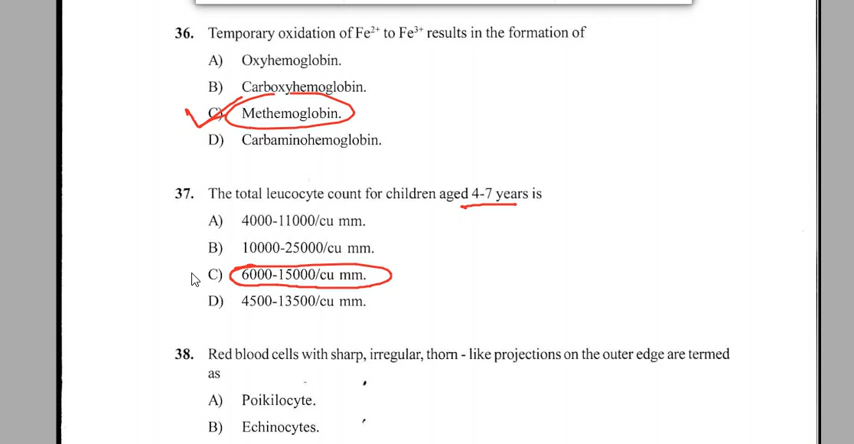 36. Temporary oxidation of Fe²⁺ to Fe³⁺ results in the formation of
A) Oxyhemoglobin.
B) Carboxyhemoglobin.
C) Methemoglobin.
D) Carbaminohemoglobin.
37. The total leucocyte count for children aged 4-7 years is
A) 4000-11000/cu mm.
B) 10000-25000/cu mm.
C) 6000-15000/cu mm.
D) 4500-13500/cu mm.
38. Red blood cells with sharp, irregular, thorn - like projections on the outer edge are termed
as
A) Poikilocyte.
B) Echinocytes.